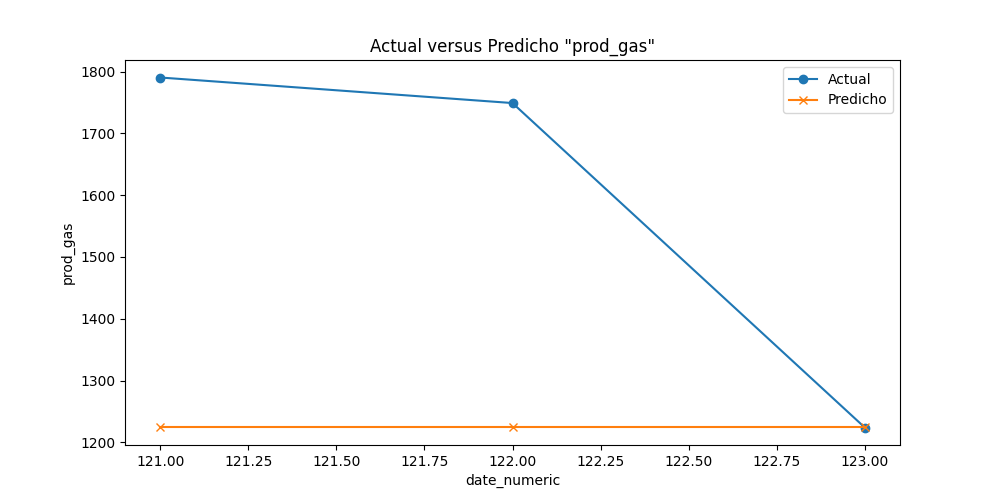 Actual versus Predicho "prod_gas"
Actual
Predicho
prod_gas
1800
1700
1600
1500
1400
1300
1200
121.00 121.25 121.50 121.75 122.00 122.25 122.50 122.75 123.00
date_numeric